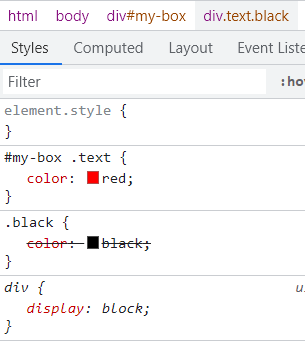 html body div#my-box div.text.black
Styles Computed Layout Event Liste
Filter :ho
element.style {
}
#my-box .text {
color: red;
}
.black {
color: black;
}
div { u
display: block;
}